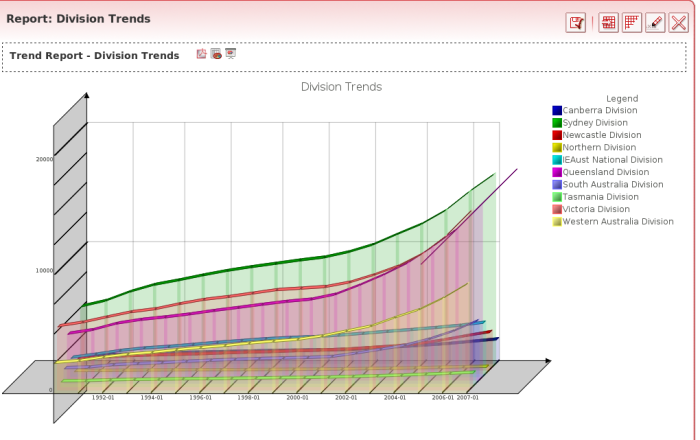 Report: Division Trends
Trend Report - Division Trends
Division Trends
Legend
Canberra Division
Sydney Division
Newcastle Division
Northern Division
IEAust National Division
Queensland Division
South Australia Division
Tasmania Division
Victoria Division
Western Australia Division
20000
10000
0
1992-01 1994-01 1996-01 1998-01 2000-01 2002-01 2004-01 2006-01 2007-01